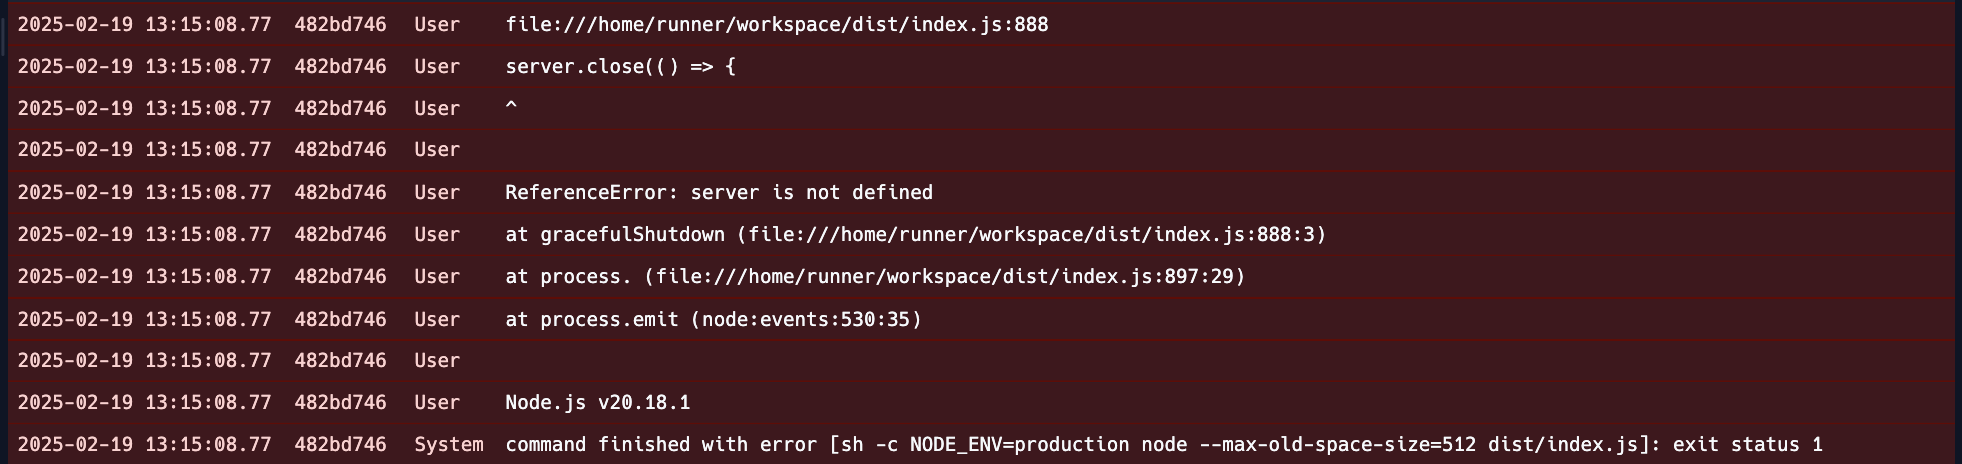 2025-02-19 13:15:08.77 482bd746 User file:///home/runner/workspace/dist/index.js:888
2025-02-19 13:15:08.77 482bd746 User server.close(() => {
2025-02-19 13:15:08.77 482bd746 User ^
2025-02-19 13:15:08.77 482bd746 User
2025-02-19 13:15:08.77 482bd746 User ReferenceError: server is not defined
2025-02-19 13:15:08.77 482bd746 User at gracefulShutdown (file:///home/runner/workspace/dist/index.js:888:3)
2025-02-19 13:15:08.77 482bd746 User at process. (file:///home/runner/workspace/dist/index.js:897:29)
2025-02-19 13:15:08.77 482bd746 User at process.emit (node:events:530:35)
2025-02-19 13:15:08.77 482bd746 User
2025-02-19 13:15:08.77 482bd746 User Node.js v20.18.1
2025-02-19 13:15:08.77 482bd746 System command finished with error [sh -c NODE_ENV=production node --max-old-space-size=512 dist/index.js]: exit status 1